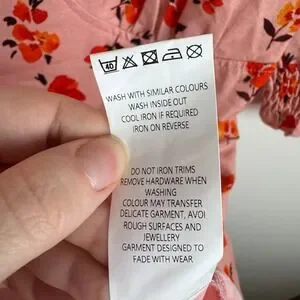 40
WASH WITH SIMILAR COLOURS
WASH INSIDE OUT
COOL IRON IF REQUIRED
IRON ON REVERSE
DO NOT IRON TRIMS
REMOVE HARDWARE WHEN
WASHING
COLOUR MAY TRANSFER
DELICATE GARMENT, AVOI
ROUGH SURFACES AND
JEWELLERY
GARMENT DESIGNED TO
FADE WITH WEAR